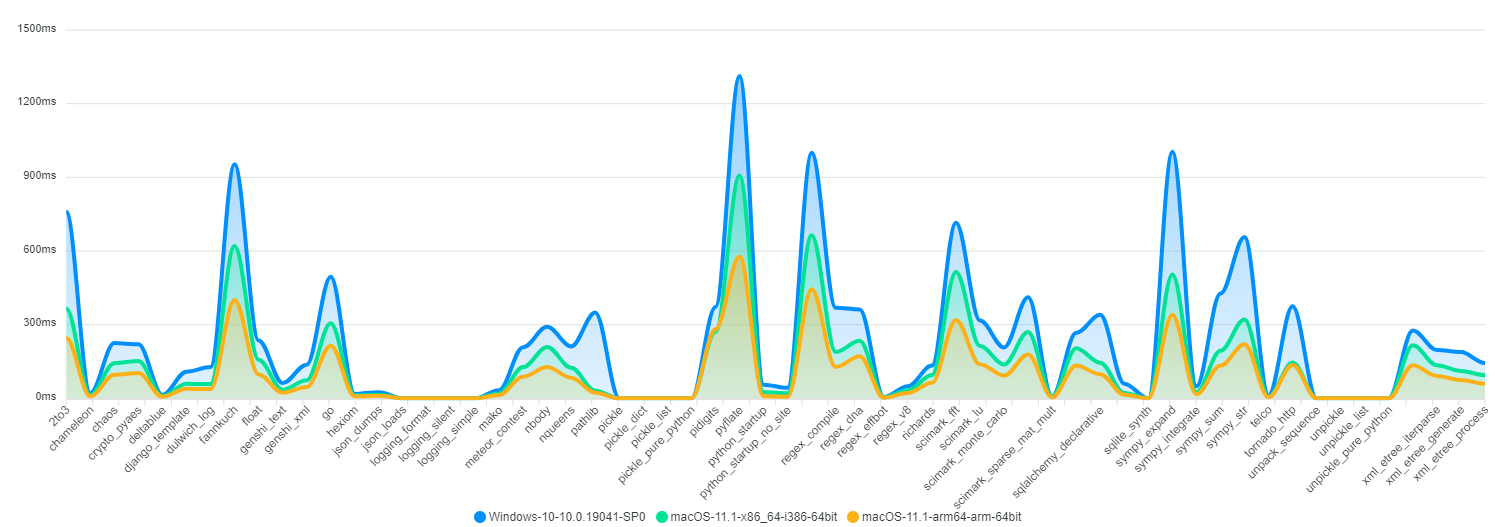 1500ms
1200ms
900ms
600ms
300ms
0ms
2to3
chameleon
chaos
crypto_pyaes
deltablue
django_template
dulwich_log
fannkuch
float
genshi_text
genshi_xml
go
hexiom
json_dumps
json_loads
logging_format
logging_silent
logging_simple
mako
meteor_contest
nbody
nqueens
pathlib
pickle
pickle_dict
pickle_list
pickle_pure_python
pidigits
pyflate
python_startup
python_startup_no_site
regex_compile
regex_dna
regex_effbot
regex_v8
richards
scimark_fft
scimark_lu
scimark_monte_carlo
scimark_sparse_mat_mult
sqlalchemy_declarative
sqlite_synth
sympy_expand
sympy_integrate
sympy_sum
sympy_str
telco
tornado_http
unpack_sequence
unpickle
unpickle_list
unpickle_pure_python
xml_etree_iterparse
xml_etree_generate
xml_etree_process
Windows-10-10.0.19041-SP0 macOS-11.1-x86_64-i386-64bit macOS-11.1-arm64-arm-64bit